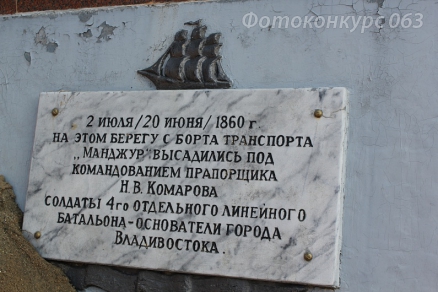 Фотоконкурс 063
2 июля/20 июня/1860 г.
на этом берегу с борта транспорта
„Манджур" высадились под
командованием прапорщика
Н.В. Комарова
солдаты 4го отдельного линейного
батальона-основатели города
Владивостока.